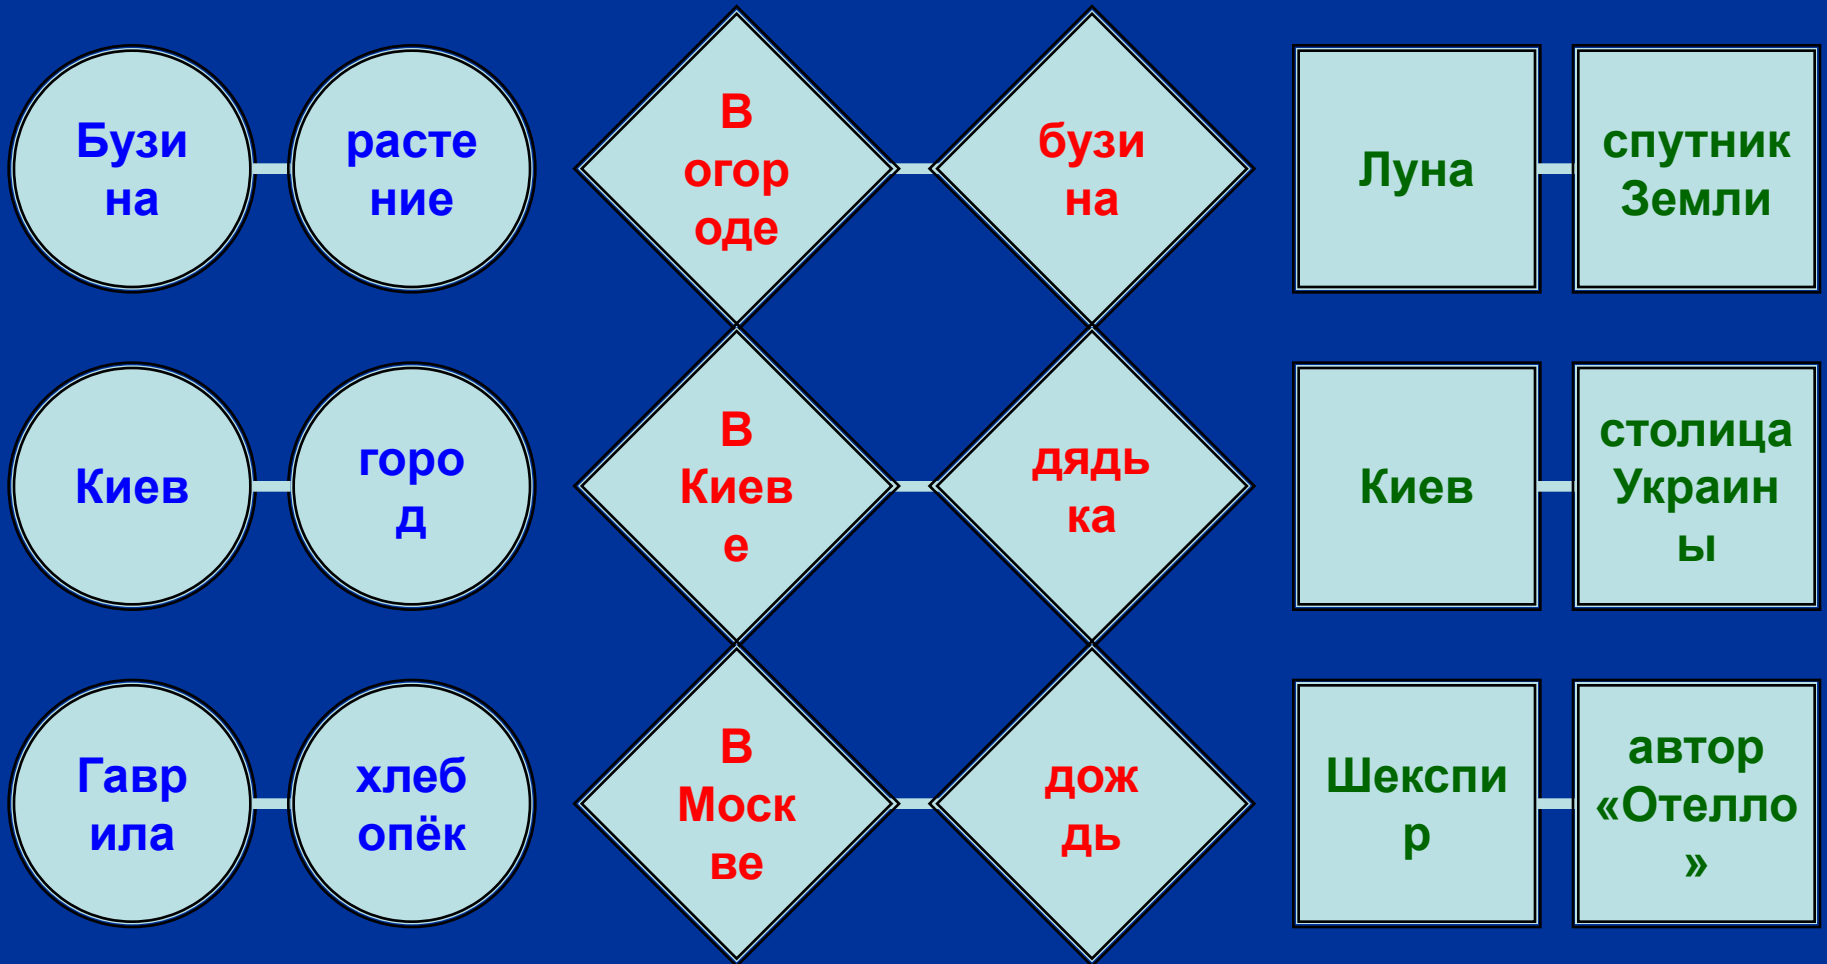 Бузи
на
расте
ние
В
огор
оде
бузи
на
Луна
спутник
Земли
Киев
горо
д
В
Киев
е
дядь
ка
Киев
столица
Украин
ы
Гавр
ила
хлеб
опёк
В
Моск
ве
дож
дь
Шекспи
р
автор
«Отелло
»